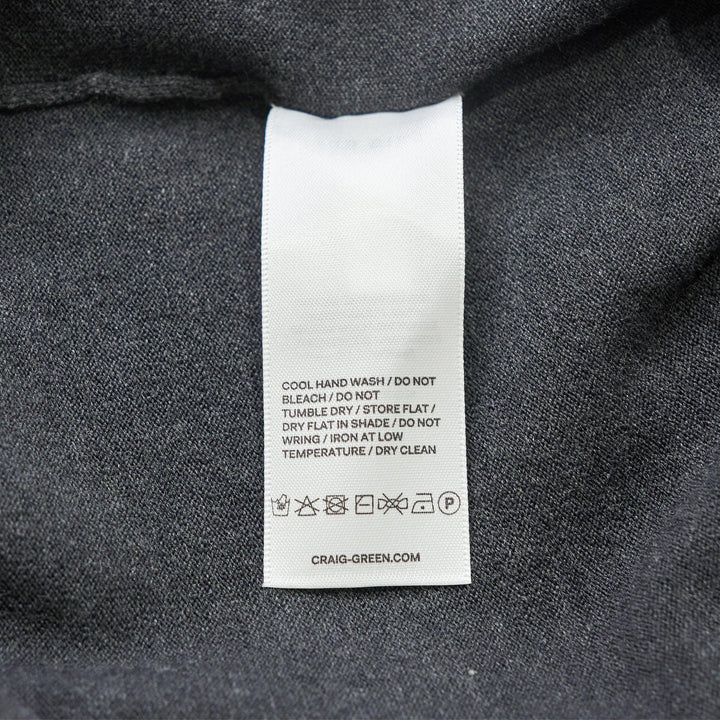 COOL HAND WASH / DO NOT
BLEACH / DO NOT
TUMBLE DRY / STORE FLAT /
DRY FLAT IN SHADE / DO NOT
WRING / IRON AT LOW
TEMPERATURE / DRY CLEAN
P
CRAIG-GREEN.COM